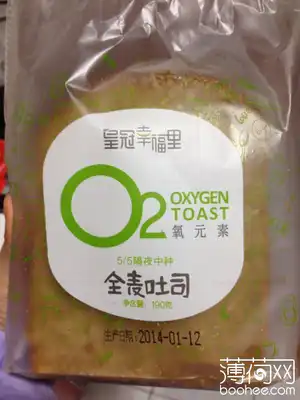 皇冠幸福里
O2
OXYGEN
TOAST
氧元素
5/5隔夜中种
全麦吐司
净含量: 190克
生产日期: 2014-01-12
薄荷网
boohee.com